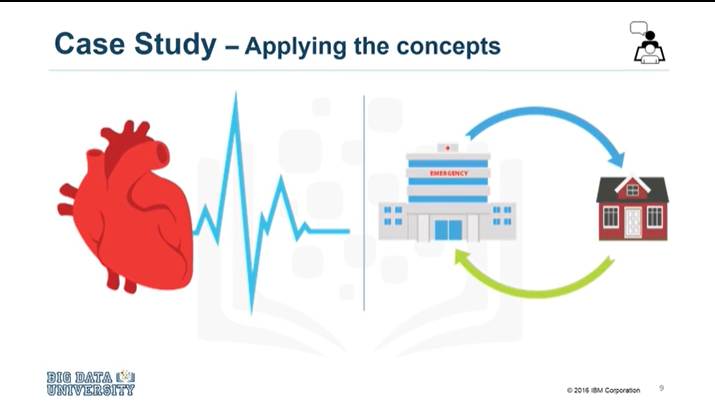 Case Study – Applying the concepts
EMERGENCY
BIG DATA
UNIVERSITY
© 2016 IBM Corporation
9